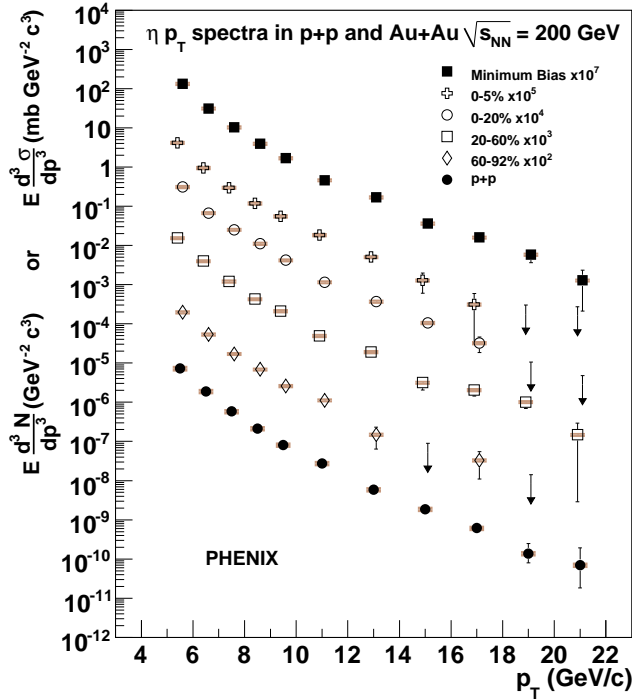 η p_T spectra in p+p and Au+Au √s_NN = 200 GeV
Minimum Bias x10^7
0-5% x10^5
0-20% x10^4
20-60% x10^3
60-92% x10^2
p+p
E d^3 σ/dp^3 (mb GeV^-2 c^3)
or
E d^3 N/dp^3 (GeV^-2 c^3)
10^4
10^3
10^2
10
1
10^-1
10^-2
10^-3
10^-4
10^-5
10^-6
10^-7
10^-8
10^-9
10^-10
10^-11
10^-12
PHENIX
4 6 8 10 12 14 16 18 20 22
p_T (GeV/c)